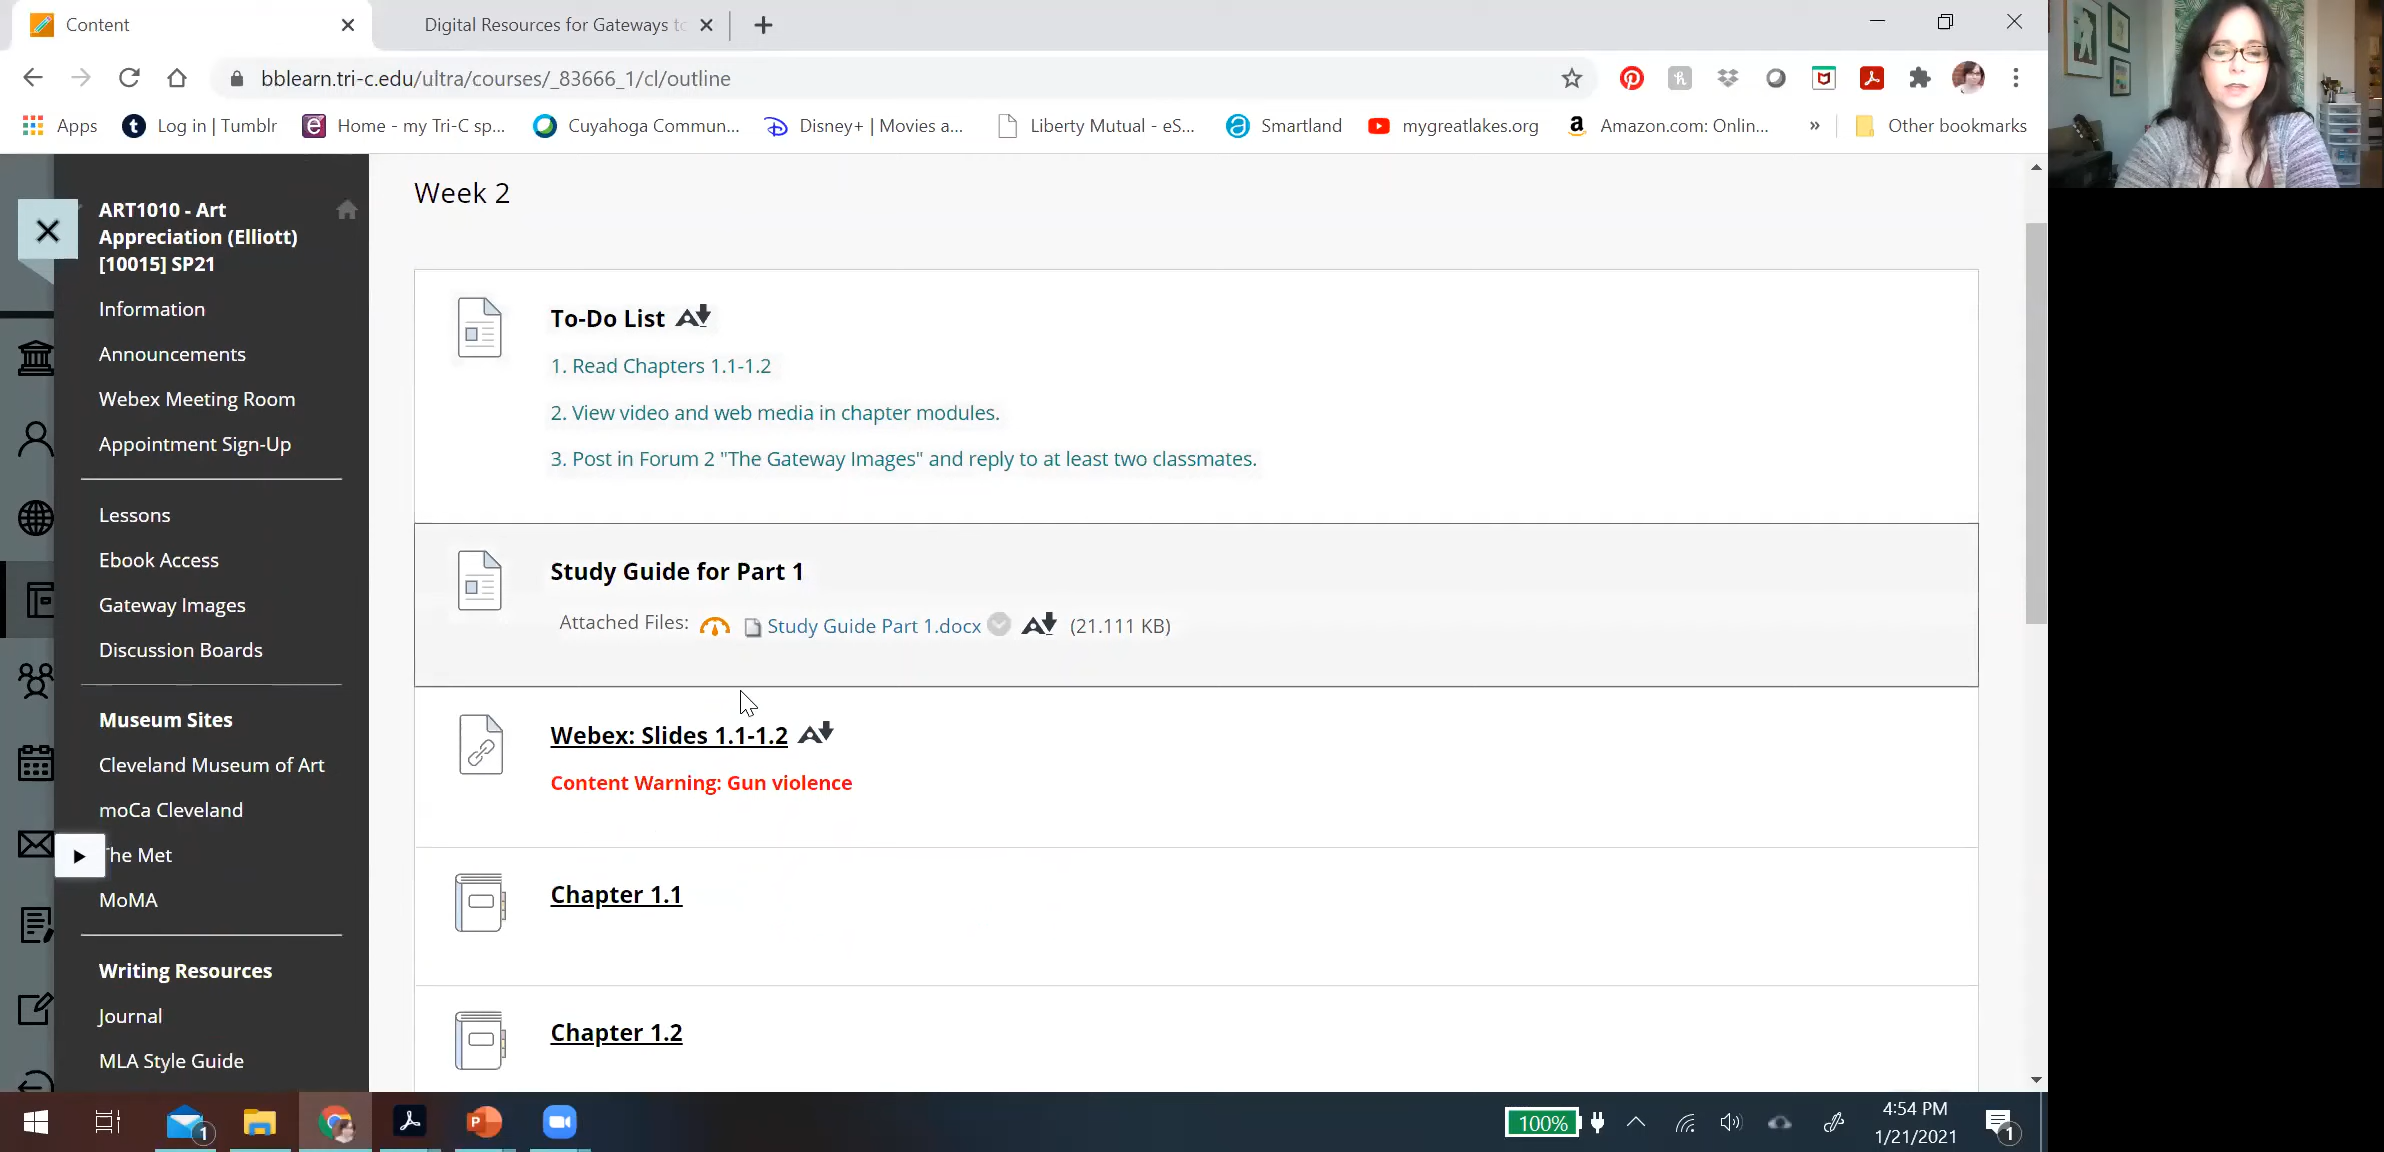 Content
Digital Resources for Gateways to
bblearn.tri-c.edu/ultra/courses/_83666_1/cl/outline
Apps
Log in | Tumblr
Home - my Tri-C sp...
Cuyahoga Commun...
Disney+ | Movies a...
Liberty Mutual - eS...
Smartland
mygreatlakes.org
Amazon.com: Onlin...
»
Other bookmarks
ART1010 - Art
Appreciation (Elliott)
[10015] SP21
Information
Announcements
Webex Meeting Room
Appointment Sign-Up
Lessons
Ebook Access
Gateway Images
Discussion Boards
Museum Sites
Cleveland Museum of Art
moCa Cleveland
The Met
MoMA
Writing Resources
Journal
MLA Style Guide
Week 2
To-Do List
1. Read Chapters 1.1-1.2
2. View video and web media in chapter modules.
3. Post in Forum 2 "The Gateway Images" and reply to at least two classmates.
Study Guide for Part 1
Attached Files: Study Guide Part 1.docx (21.111 KB)
Webex: Slides 1.1-1.2
Content Warning: Gun violence
Chapter 1.1
Chapter 1.2
1
100%
4:54 PM
1/21/2021
1